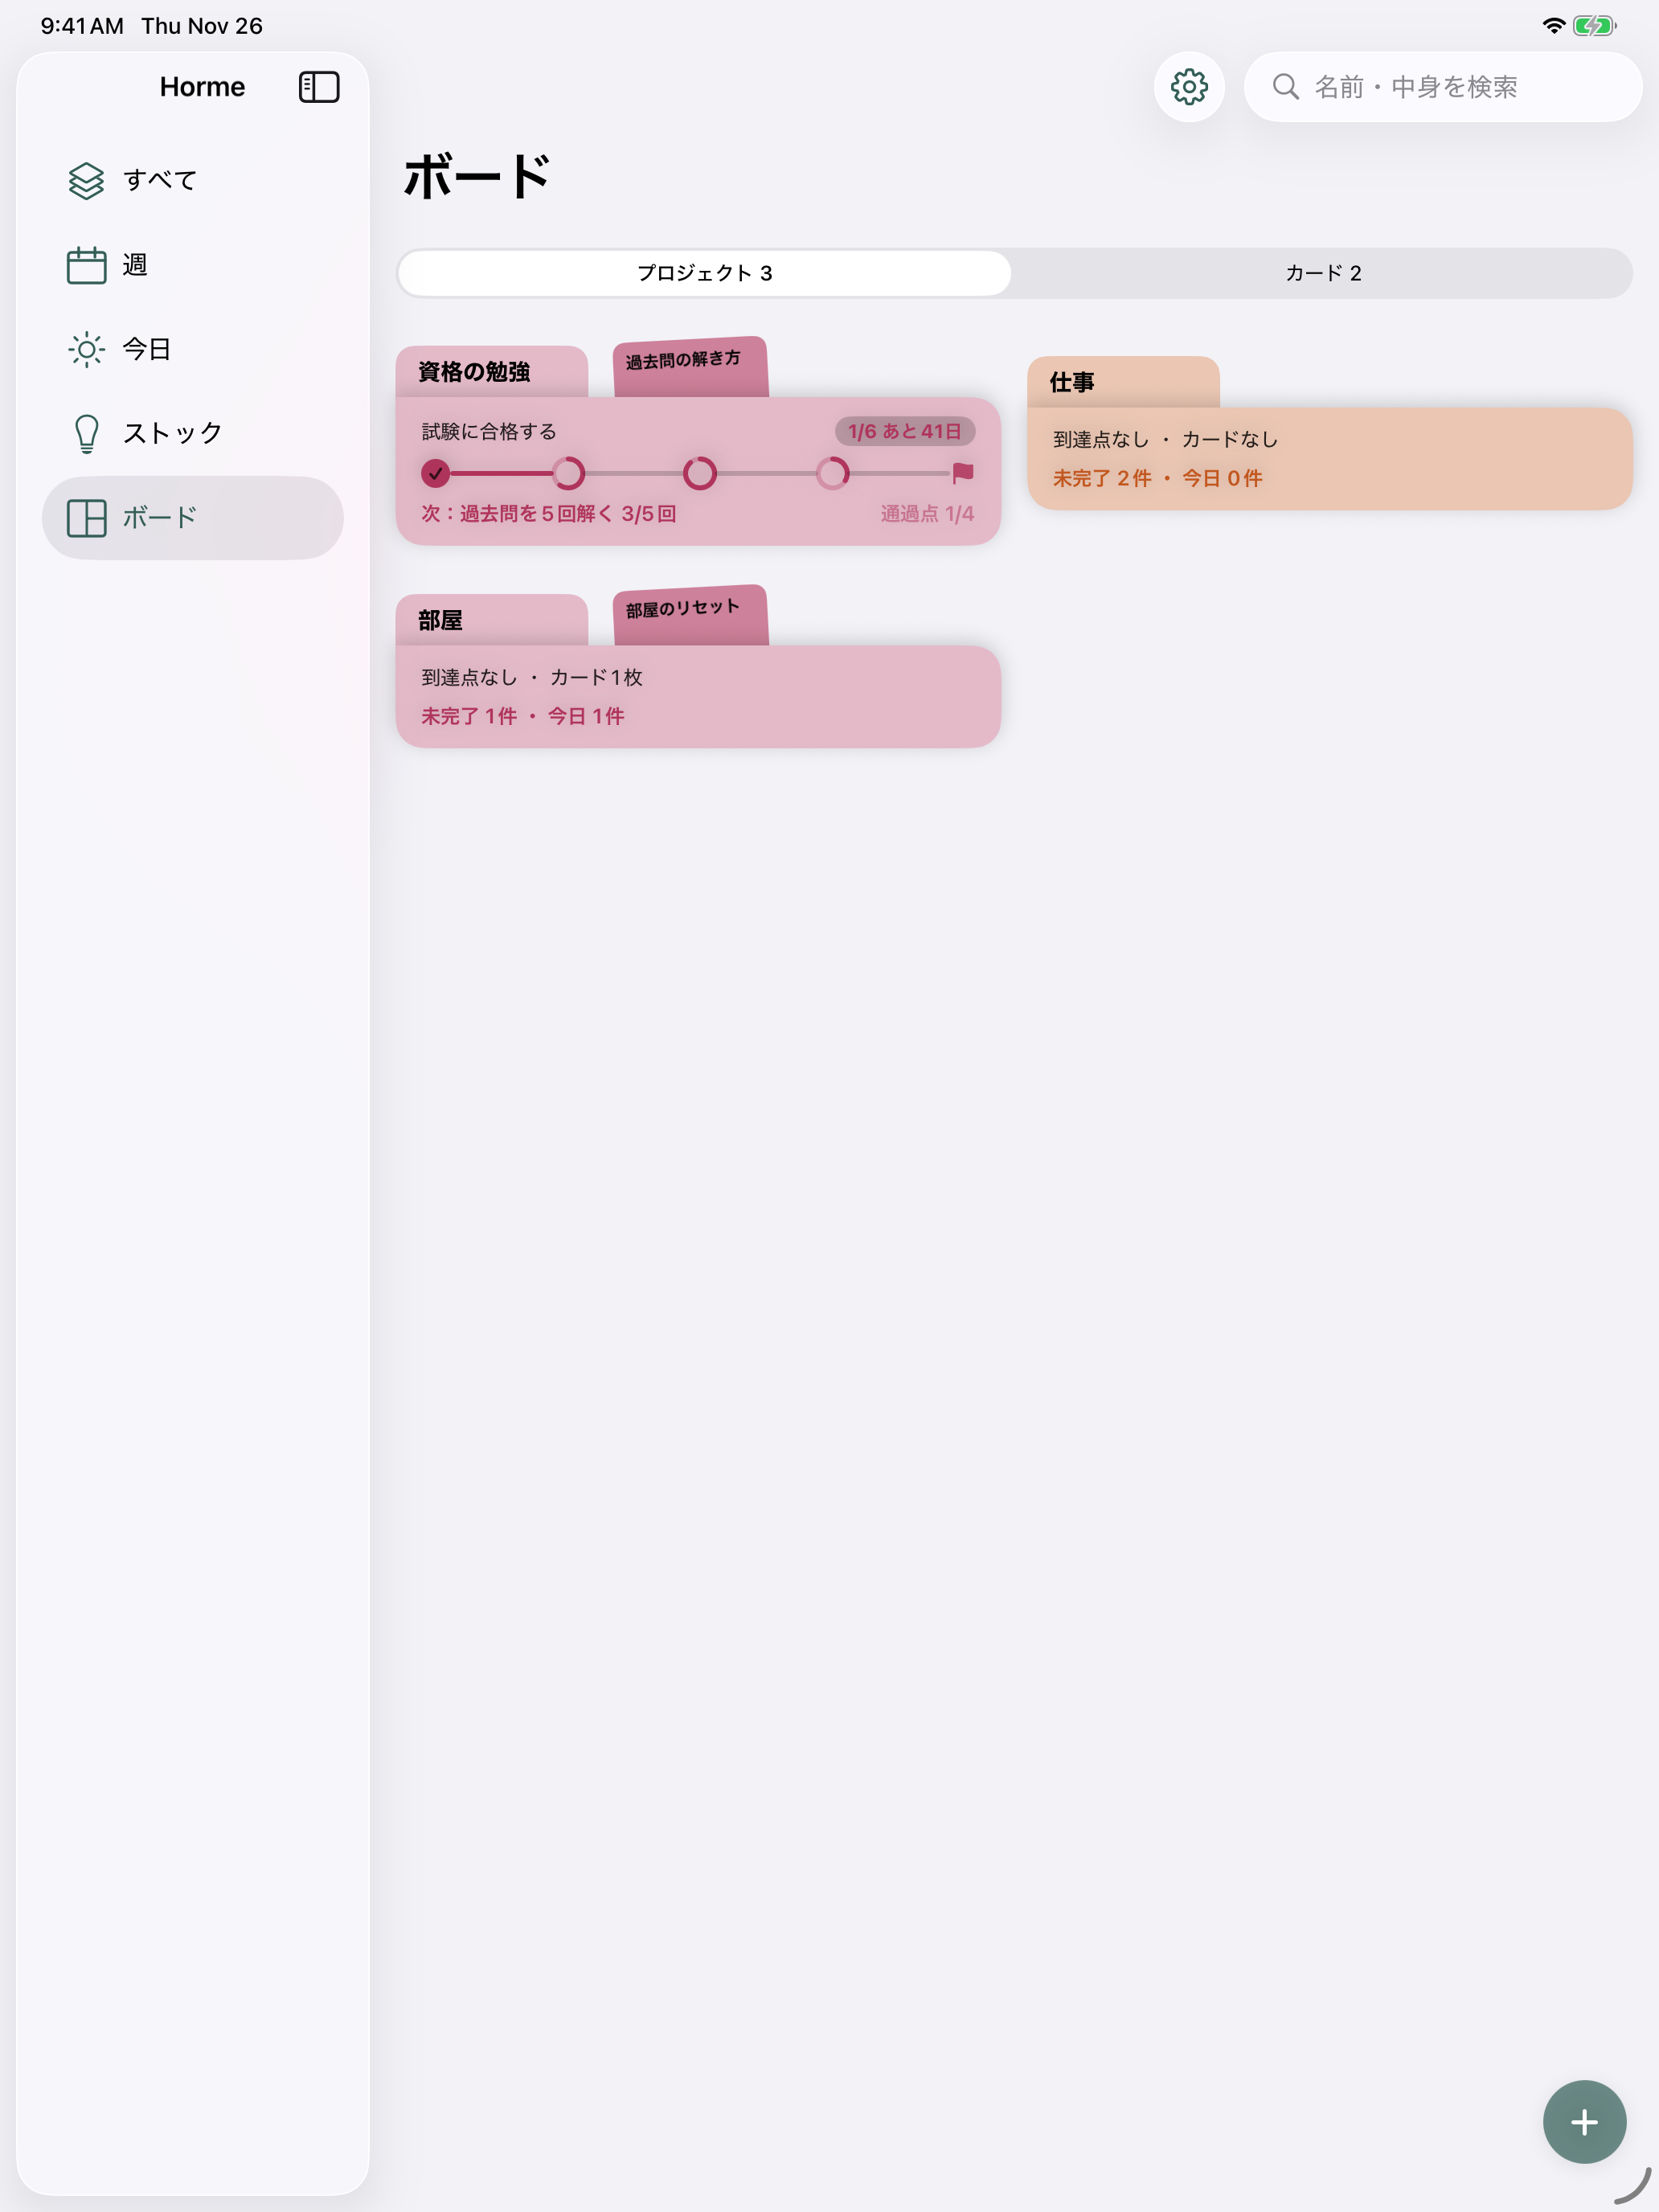 9:41 AM Thu Nov 26
Horme
すべて
週
今日
ストック
ボード
名前・中身を検索
ボード
プロジェクト 3
カード 2
資格の勉強
過去問の解き方
試験に合格する
1/6 あと41日
次：過去問を5回解く 3/5回
通過点 1/4
仕事
到達点なし ・ カードなし
未完了 2件 ・ 今日 0件
部屋
部屋のリセット
到達点なし ・ カード1枚
未完了 1件 ・ 今日 1件